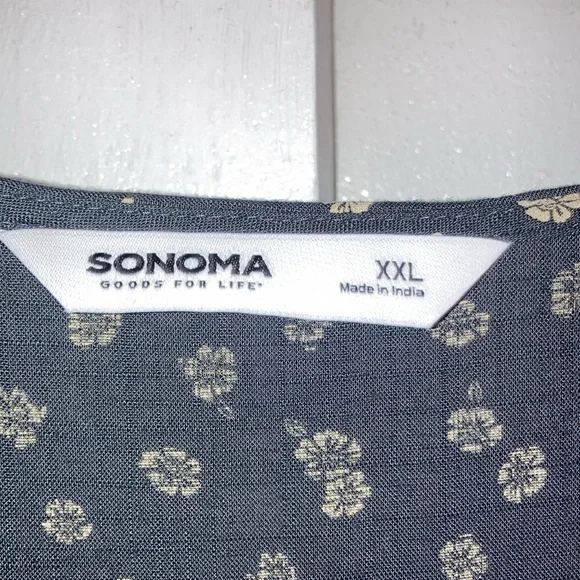 SONOMA
GOODS FOR LIFE®
XXL
Made in India